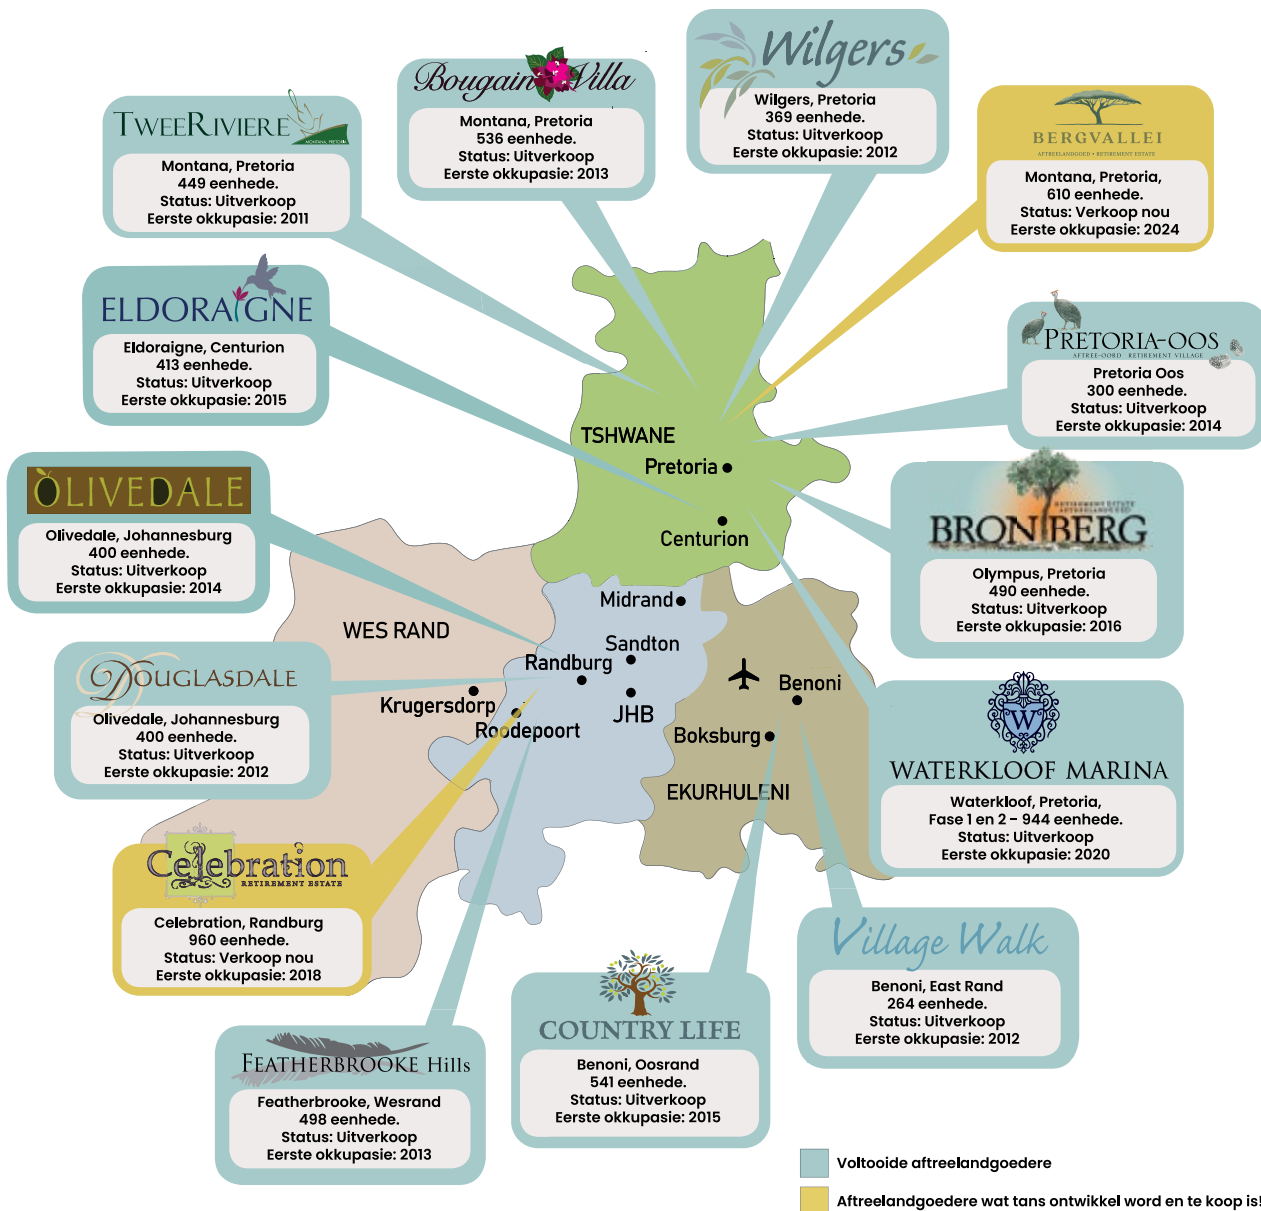 Wilgers
Wilgers, Pretoria
369 eenhede.
Status: Uitverkoop
Eerste okkupasie: 2012
Bougain Villa
Montana, Pretoria
536 eenhede.
Status: Uitverkoop
Eerste okkupasie: 2013
TWEERIVIERE
MONTANA, PRETORIA
Montana, Pretoria
449 eenhede.
Status: Uitverkoop
Eerste okkupasie: 2011
BERGVALLEI
AFTREELANDGOED • RETIREMENT ESTATE
Montana, Pretoria,
610 eenhede.
Status: Verkoop nou
Eerste okkupasie: 2024
ELDORAIGNE
Eldoraigne, Centurion
413 eenhede.
Status: Uitverkoop
Eerste okkupasie: 2015
PRETORIA-OOS
AFTREE-OORD RETIREMENT VILLAGE
Pretoria Oos
300 eenhede.
Status: Uitverkoop
Eerste okkupasie: 2014
TSHWANE
Pretoria
Centurion
OLIVEDALE
Olivedale, Johannesburg
400 eenhede.
Status: Uitverkoop
Eerste okkupasie: 2014
RETIREMENT ESTATE
AFTREELANDGOED
BRONBERG
Olympus, Pretoria
490 eenhede.
Status: Uitverkoop
Eerste okkupasie: 2016
Midrand
WES RAND
Sandton
Randburg
Krugersdorp
Roodepoort
JHB
Benoni
Boksburg
EKURHULENI
DOUGLASDALE
Olivedale, Johannesburg
400 eenhede.
Status: Uitverkoop
Eerste okkupasie: 2012
W
WATERKLOOF MARINA
Waterkloof, Pretoria,
Fase 1 en 2 - 944 eenhede.
Status: Uitverkoop
Eerste okkupasie: 2020
Celebration
RETIREMENT ESTATE
Celebration, Randburg
960 eenhede.
Status: Verkoop nou
Eerste okkupasie: 2018
Village Walk
Benoni, East Rand
264 eenhede.
Status: Uitverkoop
Eerste okkupasie: 2012
COUNTRY LIFE
Benoni, Oosrand
541 eenhede.
Status: Uitverkoop
Eerste okkupasie: 2015
FEATHERBROOKE Hills
Featherbrooke, Wesrand
498 eenhede.
Status: Uitverkoop
Eerste okkupasie: 2013
Voltooide aftreelandgoedere
Aftreelandgoedere wat tans ontwikkel word en te koop is!